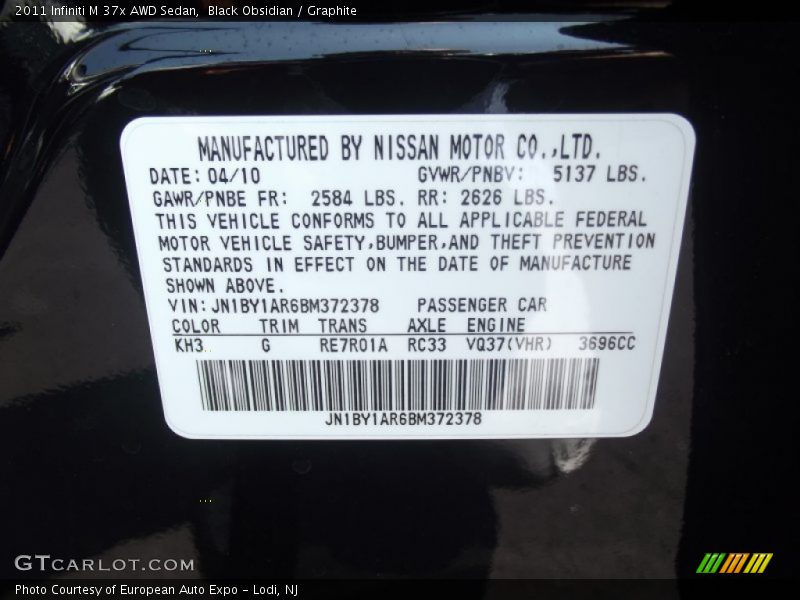 2011 Infiniti M 37x AWD Sedan, Black Obsidian / Graphite
MANUFACTURED BY NISSAN MOTOR CO.,LTD.
DATE: 04/10 GVWR/PNBV: 5137 LBS.
GAWR/PNBE FR: 2584 LBS. RR: 2626 LBS.
THIS VEHICLE CONFORMS TO ALL APPLICABLE FEDERAL
MOTOR VEHICLE SAFETY,BUMPER,AND THEFT PREVENTION
STANDARDS IN EFFECT ON THE DATE OF MANUFACTURE
SHOWN ABOVE.
VIN: JN1BY1AR6BM372378 PASSENGER CAR
COLOR TRIM TRANS AXLE ENGINE
KH3 G RE7R01A RC33 VQ37(VHR) 3696CC
JN1BY1AR6BM372378
GTCARLOT.COM
Photo Courtesy of European Auto Expo - Lodi, NJ